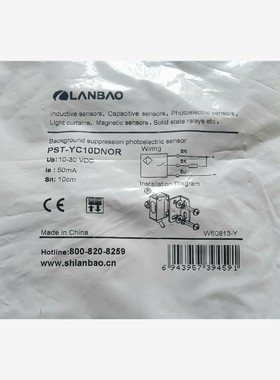 LANBAO
Inductive sensors, Capacitive sensors, Photoelectric sensors,
Light curtains, Magnetic sensors, Solid state relays etc.
Background suppression photoelectric sensor
PST-YC10DNOR
Wiring
BN
Ue: 10-30 VDC
BK
Ie: 50mA
BU
Sn: 10cm
Installation Diagram
CE
Made in China
W60813-Y
Hotline:800-820-8259
www.shlanbao.cn
6 943957 394591